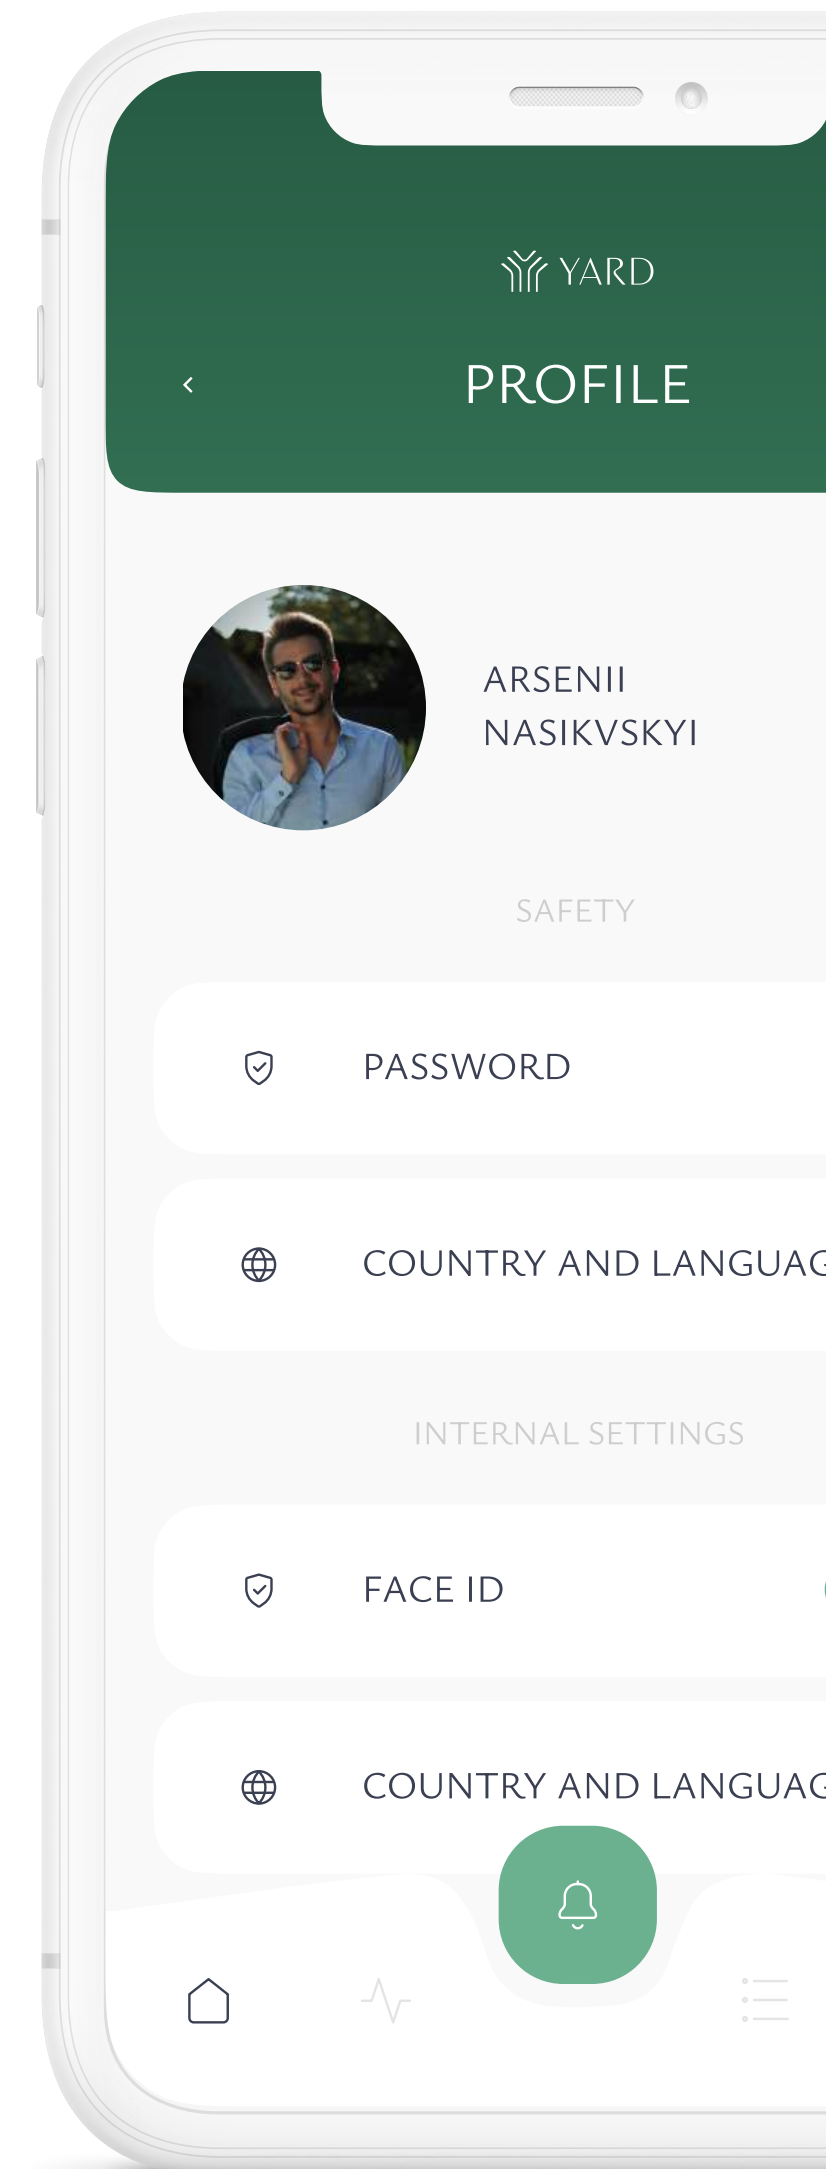 YARD
PROFILE
ARSENII
NASIKVSKYI
SAFETY
PASSWORD
COUNTRY AND LANGUAG
INTERNAL SETTINGS
FACE ID
COUNTRY AND LANGUAG